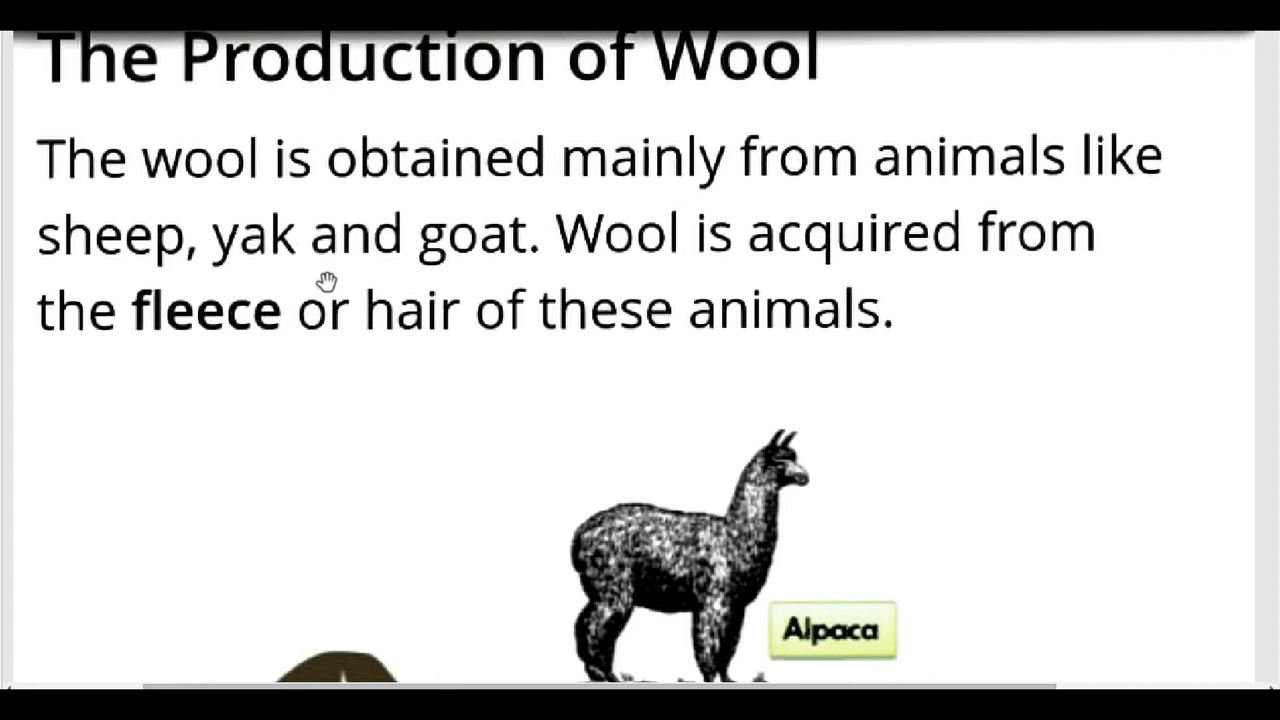 The Production of Wool
The wool is obtained mainly from animals like
sheep, yak and goat. Wool is acquired from
the fleece or hair of these animals.
Alpaca